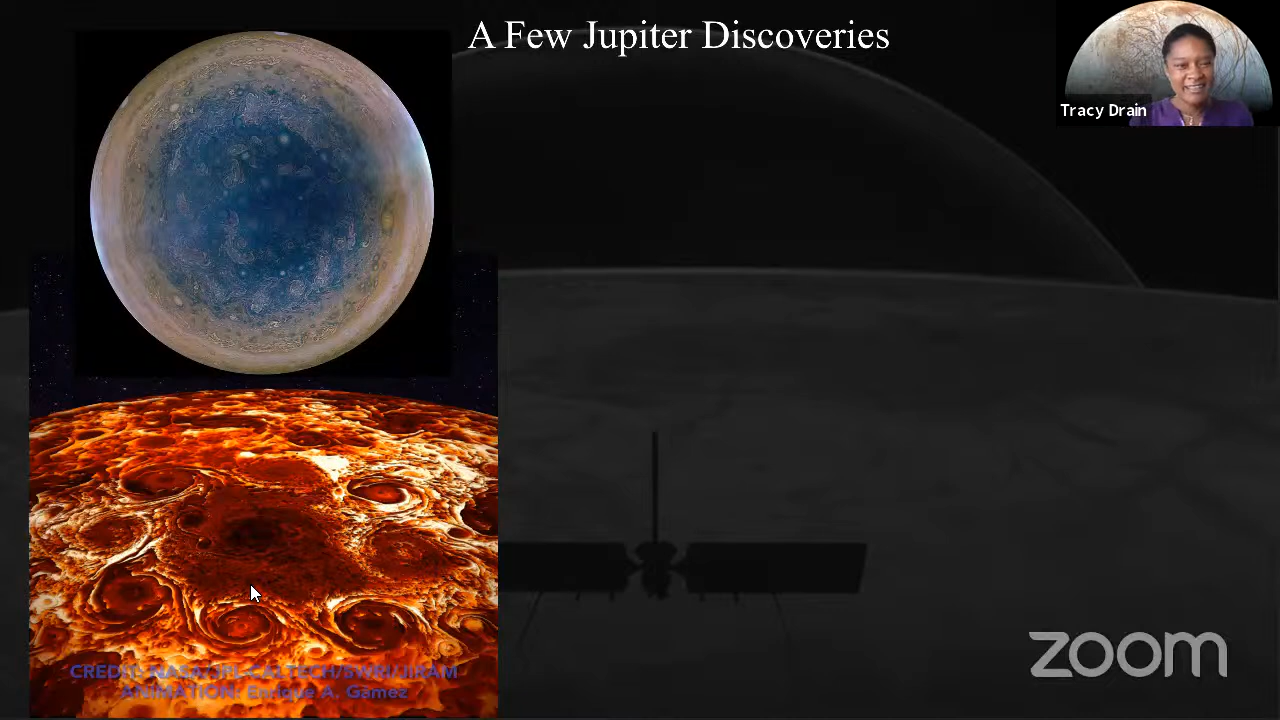 A Few Jupiter Discoveries
Tracy Drain
CREDIT: NASA/JPL-CALTECH/SWRI/JIRAM
ANIMATION: Enrique A. Gamez
zoom